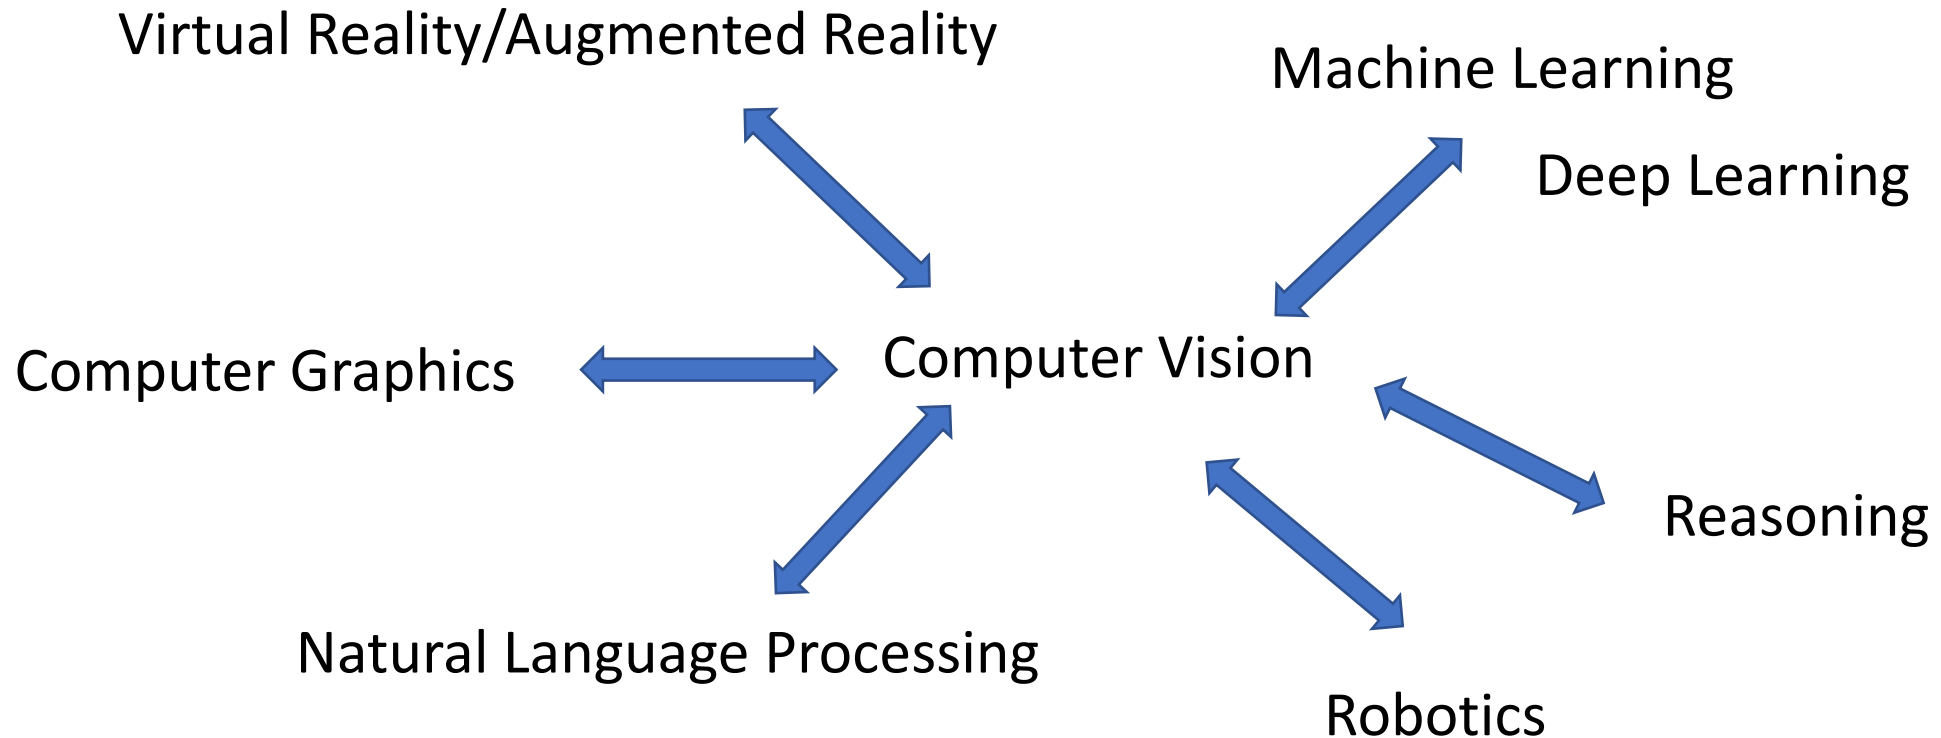 Virtual Reality/Augmented Reality
Machine Learning
Deep Learning
Computer Graphics
Computer Vision
Reasoning
Natural Language Processing
Robotics